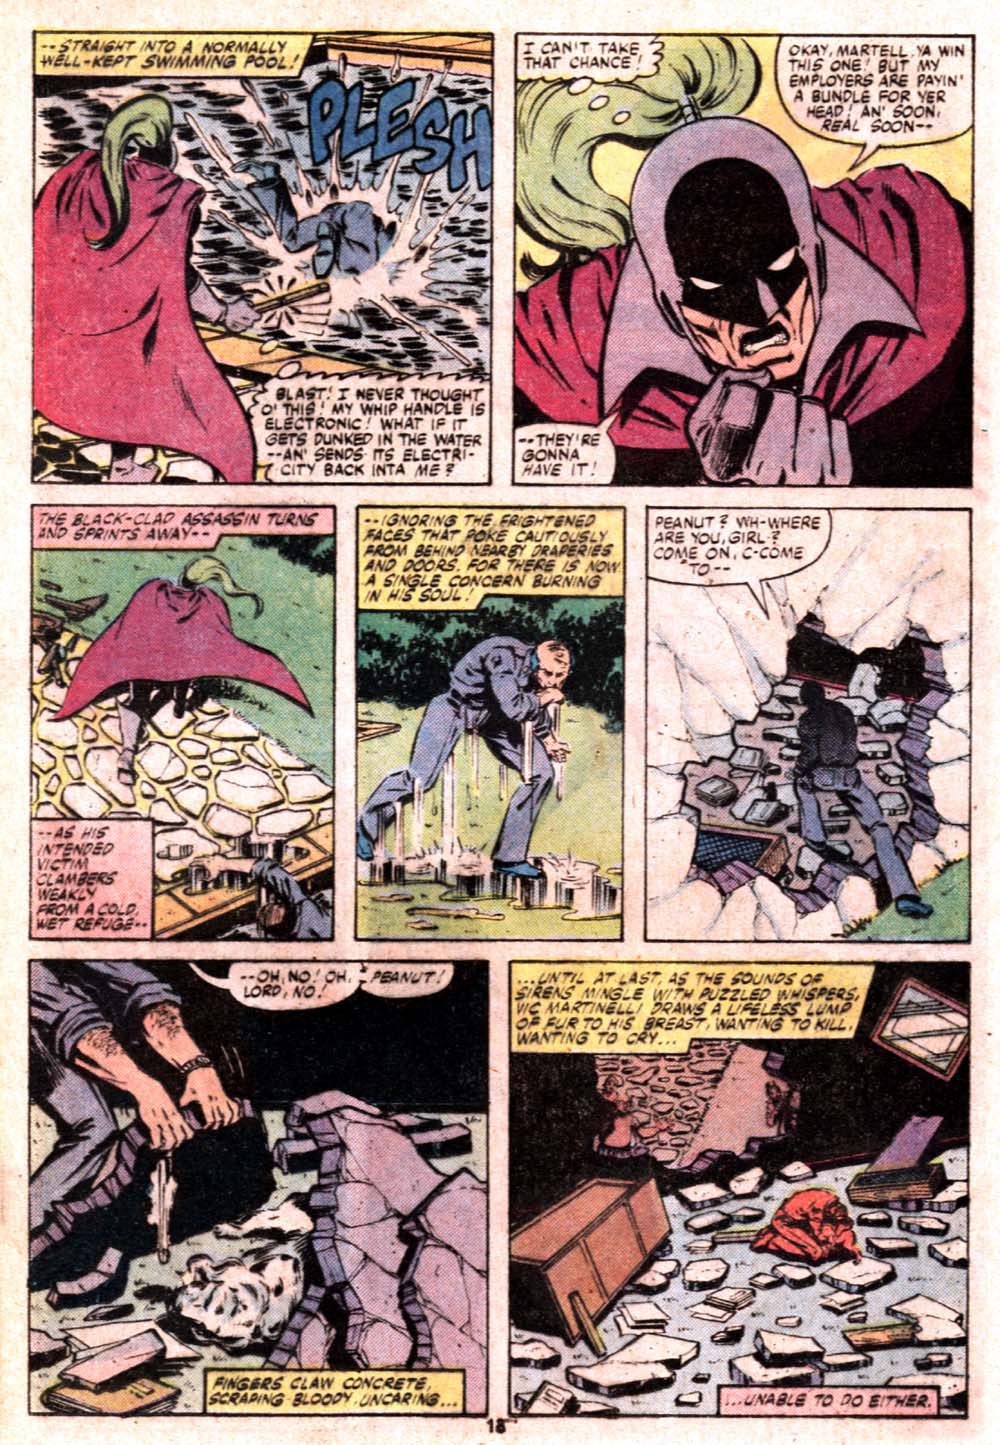 --STRAIGHT INTO A NORMALLY
WELL-KEPT SWIMMING POOL!
PLESH
BLAST! I NEVER THOUGHT
O' THIS! MY WHIP HANDLE IS
ELECTRONIC! WHAT IF IT
GETS DUNKED IN THE WATER
--AN' SENDS ITS ELECTRI-
CITY BACK INTA ME?
I CAN'T TAKE
THAT CHANCE!
OKAY, MARTELL, YA WIN
THIS ONE! BUT MY
EMPLOYERS ARE PAYIN'
A BUNDLE FOR YER
HEAD! AN' SOON,
REAL SOON--
--THEY'RE
GONNA
HAVE IT!
THE BLACK-CLAD ASSASSIN TURNS
AND SPRINTS AWAY--
--AS HIS
INTENDED
VICTIM
CLAMBERS
WEAKLY
FROM A COLD,
WET REFUGE--
--IGNORING THE FRIGHTENED
FACES THAT POKE CAUTIOUSLY
FROM BEHIND NEARBY DRAPERIES
AND DOORS. FOR THERE IS NOW
A SINGLE CONCERN BURNING
IN HIS SOUL!
PEANUT? WH-WHERE
ARE YOU, GIRL?
COME ON, C-COME
TO--
--OH, NO! OH,
LORD, NO!
PEANUT!
FINGERS CLAW CONCRETE,
SCRAPING, BLOODY, UNCARING...
...UNTIL AT LAST, AS THE SOUNDS OF
SIRENS MINGLE WITH PUZZLED WHISPERS,
VIC MARTINELLI DRAWS A LIFELESS LUMP
OF FUR TO HIS BREAST, WANTING TO KILL,
WANTING TO CRY...
...UNABLE TO DO EITHER.
18